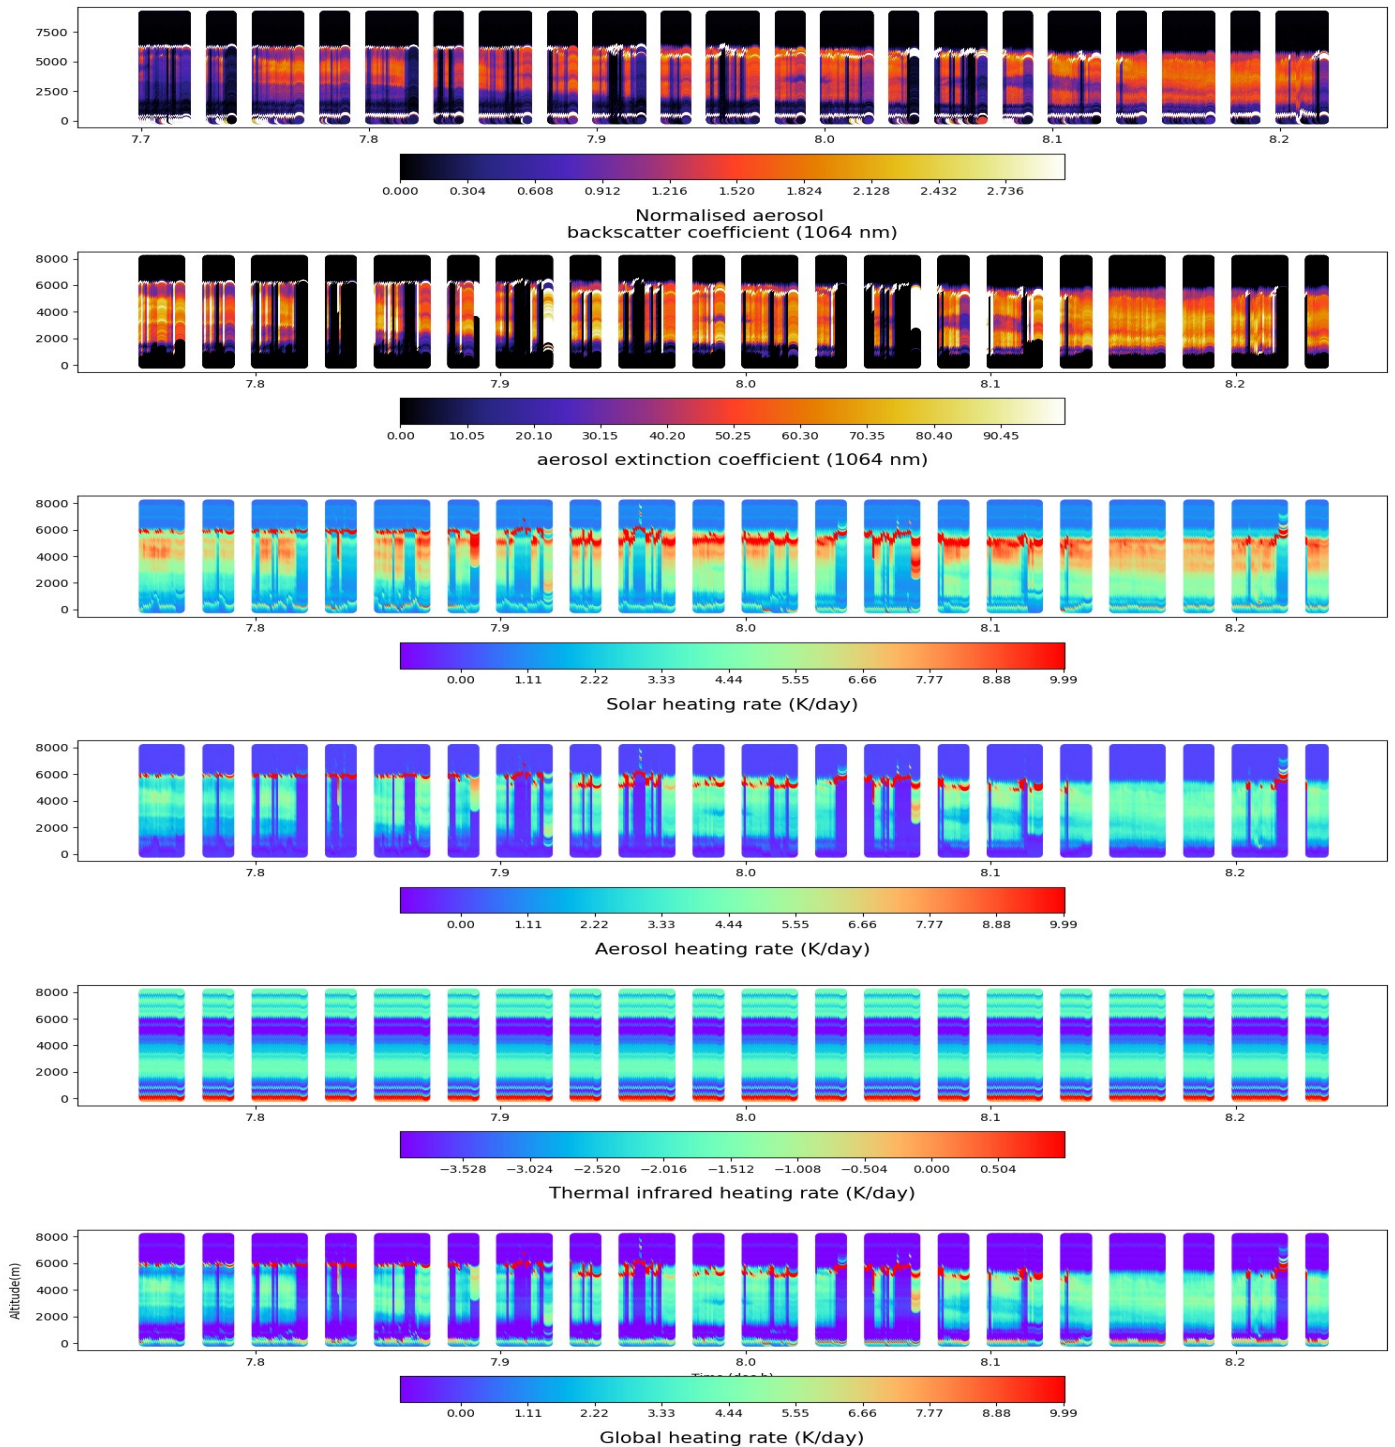 7500
5000
2500
0
7.7 7.8 7.9 8.0 8.1 8.2
0.000 0.304 0.608 0.912 1.216 1.520 1.824 2.128 2.432 2.736
Normalised aerosol
backscatter coefficient (1064 nm)
8000
6000
4000
2000
0
7.8 7.9 8.0 8.1 8.2
0.00 10.05 20.10 30.15 40.20 50.25 60.30 70.35 80.40 90.45
aerosol extinction coefficient (1064 nm)
8000
6000
4000
2000
0
7.8 7.9 8.0 8.1 8.2
0.00 1.11 2.22 3.33 4.44 5.55 6.66 7.77 8.88 9.99
Solar heating rate (K/day)
8000
6000
4000
2000
0
7.8 7.9 8.0 8.1 8.2
0.00 1.11 2.22 3.33 4.44 5.55 6.66 7.77 8.88 9.99
Aerosol heating rate (K/day)
8000
6000
4000
2000
0
7.8 7.9 8.0 8.1 8.2
−3.528 −3.024 −2.520 −2.016 −1.512 −1.008 −0.504 0.000 0.504
Thermal infrared heating rate (K/day)
Altitude(m)
8000
6000
4000
2000
0
7.8 7.9 8.0 8.1 8.2
0.00 1.11 2.22 3.33 4.44 5.55 6.66 7.77 8.88 9.99
Global heating rate (K/day)